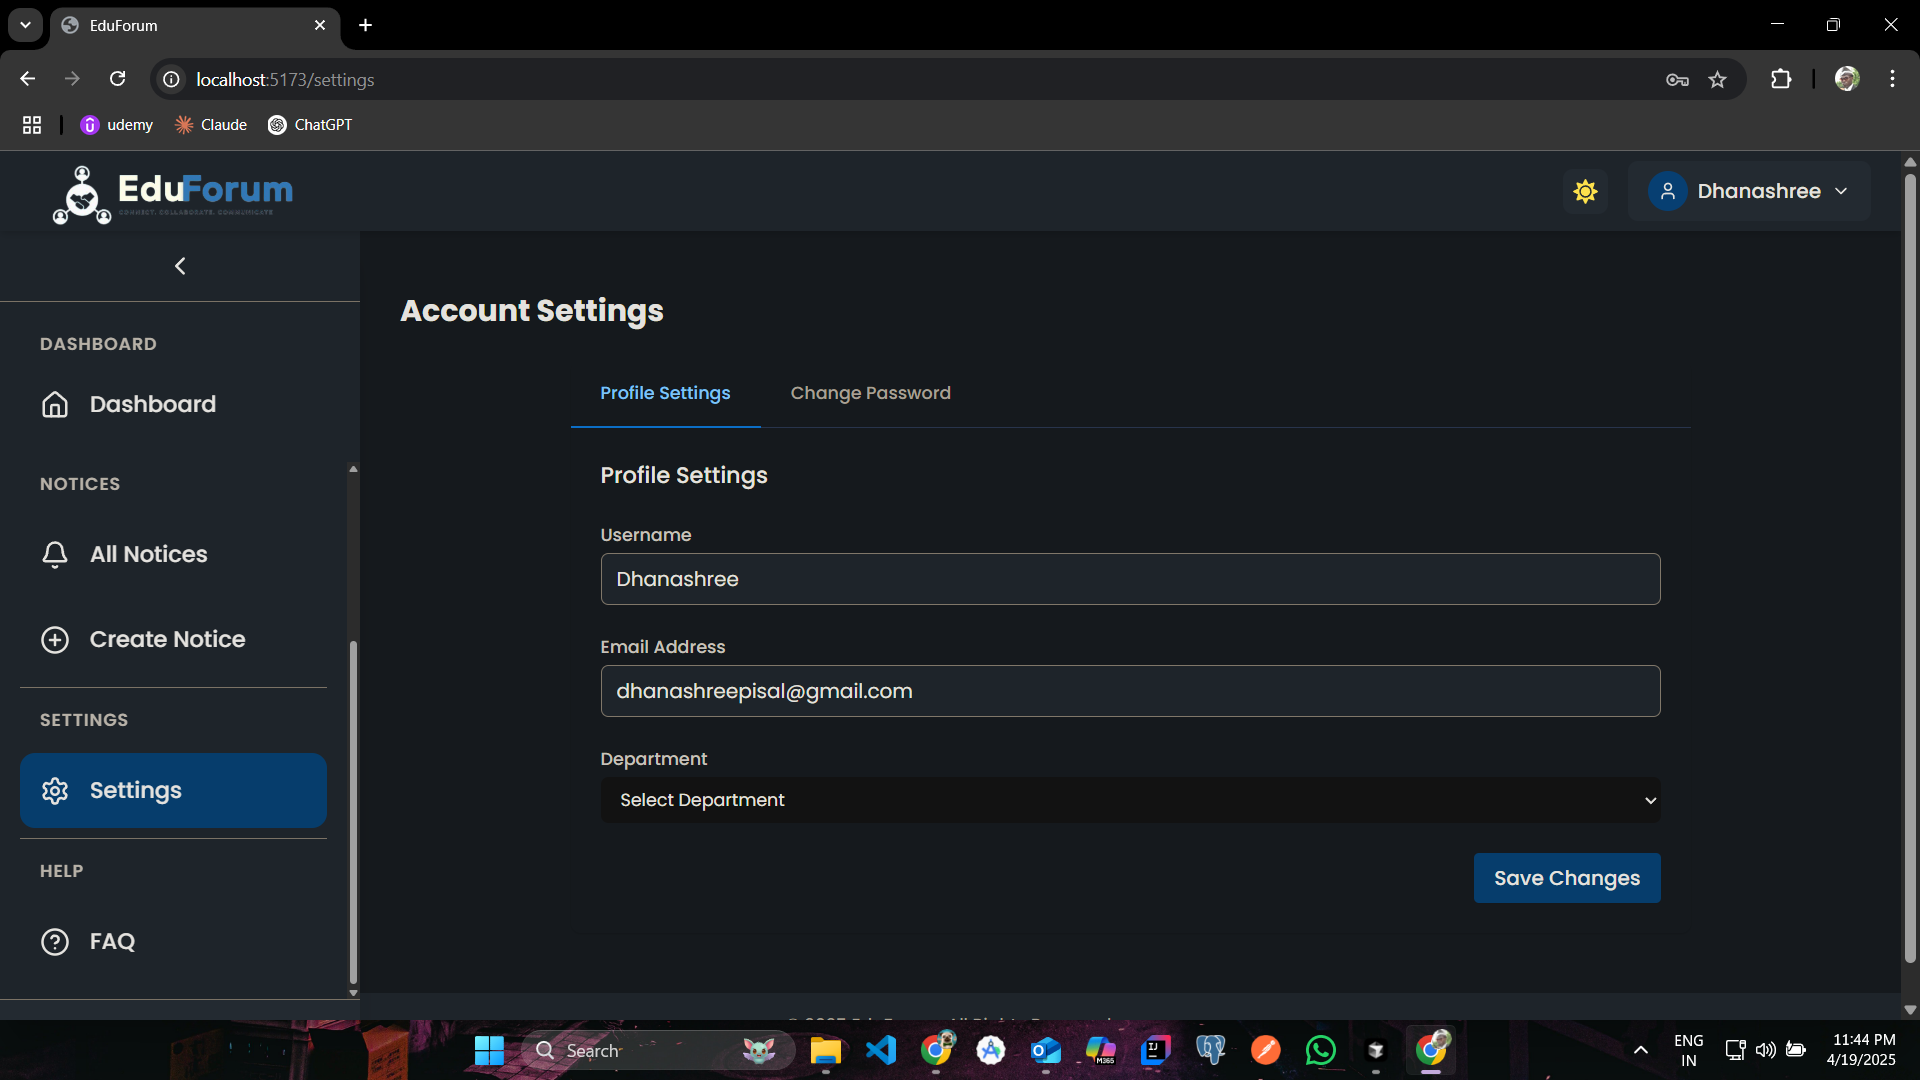 EduForum
localhost:5173/settings
udemy
Claude
ChatGPT
EduForum
CONNECT. COLLABORATE. COMMUNICATE
Dhanashree
DASHBOARD
Dashboard
NOTICES
All Notices
Create Notice
SETTINGS
Settings
HELP
FAQ
Account Settings
Profile Settings
Change Password
Profile Settings
Username
Dhanashree
Email Address
dhanashreepisal@gmail.com
Department
Select Department
Save Changes
Search
M365
IJ
ENG
IN
11:44 PM
4/19/2025